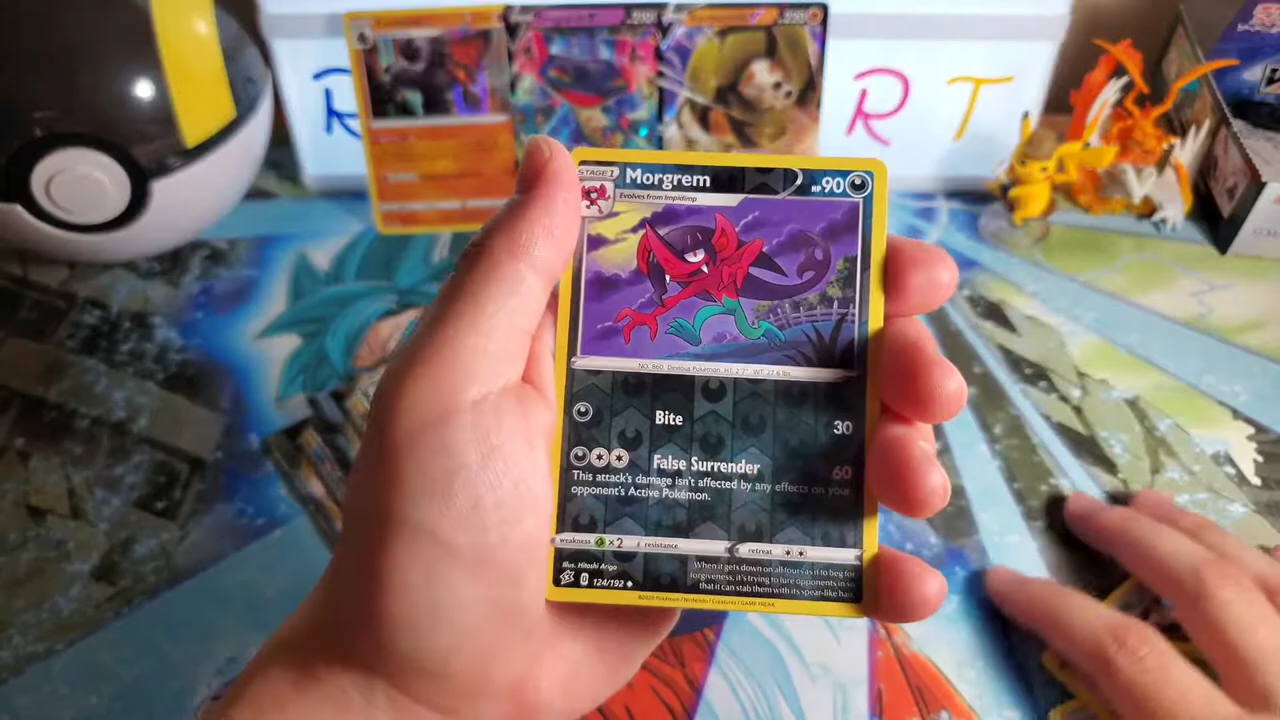 R T
STAGE 1 Morgrem HP 90
Evolves from Impidimp
NO. 860 Devious Pokémon HT: 2'7" WT: 27.6 lbs.
Bite 30
False Surrender 60
This attack's damage isn't affected by any effects on your
opponent's Active Pokémon.
weakness ×2 resistance retreat
Illus. Hitoshi Ariga
124/192
When it gets down on all fours as if to beg for
forgiveness, it's trying to lure opponents in so
that it can stab them with its spear-like hair.
©2020 Pokémon / Nintendo / Creatures / GAME FREAK